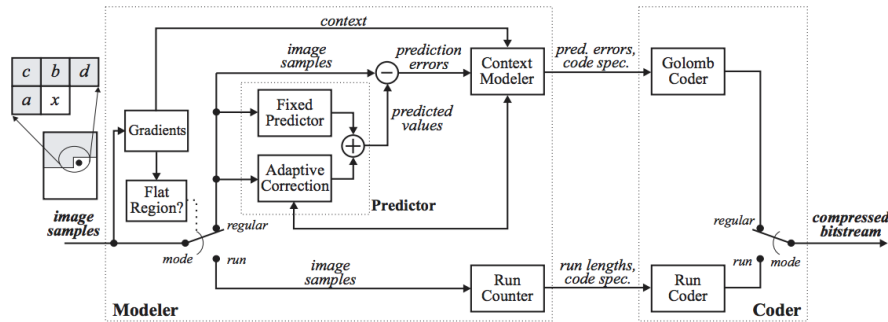 context
image
samples
prediction
errors
pred. errors,
code spec.
c b d
a x
Gradients
Flat
Region?
Fixed
Predictor
Adaptive
Correction
−
+
predicted
values
Predictor
Context
Modeler
Golomb
Coder
image
samples
mode
regular
run
image
samples
Run
Counter
run lengths,
code spec.
Run
Coder
regular
run
mode
compressed
bitstream
Modeler
Coder